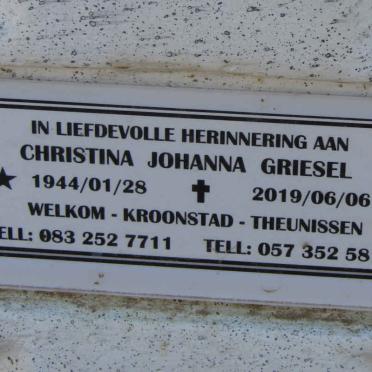 IN LIEFDEVOLLE HERINNERING AAN
CHRISTINA JOHANNA GRIESEL
★ 1944/01/28 ✝ 2019/06/06
WELKOM - KROONSTAD - THEUNISSEN
ELL: 083 252 7711 TELL: 057 352 58